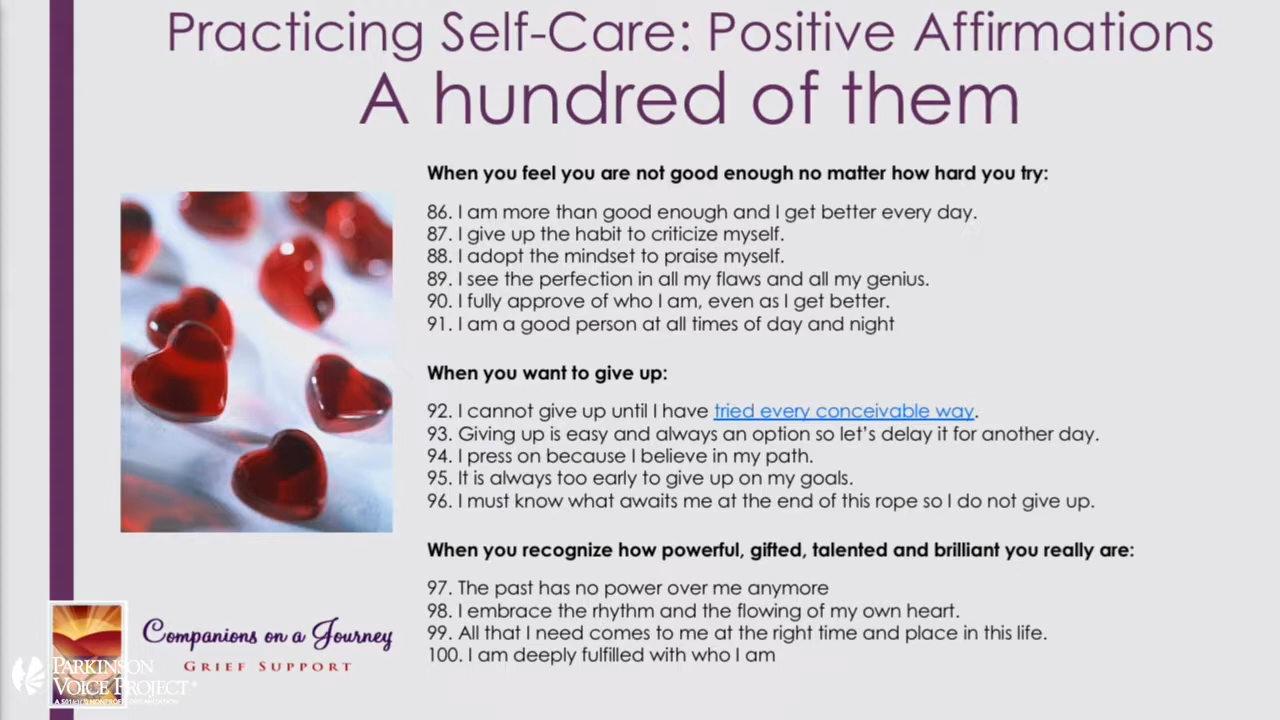 Practicing Self-Care: Positive Affirmations
A hundred of them
When you feel you are not good enough no matter how hard you try:
86. I am more than good enough and I get better every day.
87. I give up the habit to criticize myself.
88. I adopt the mindset to praise myself.
89. I see the perfection in all my flaws and all my genius.
90. I fully approve of who I am, even as I get better.
91. I am a good person at all times of day and night
When you want to give up:
92. I cannot give up until I have tried every conceivable way.
93. Giving up is easy and always an option so let's delay it for another day.
94. I press on because I believe in my path.
95. It is always too early to give up on my goals.
96. I must know what awaits me at the end of this rope so I do not give up.
When you recognize how powerful, gifted, talented and brilliant you really are:
97. The past has no power over me anymore
98. I embrace the rhythm and the flowing of my own heart.
99. All that I need comes to me at the right time and place in this life.
100. I am deeply fulfilled with who I am
Companions on a Journey
GRIEF SUPPORT
PARKINSON
VOICE PROJECT
A 501(c)(3) NONPROFIT ORGANIZATION